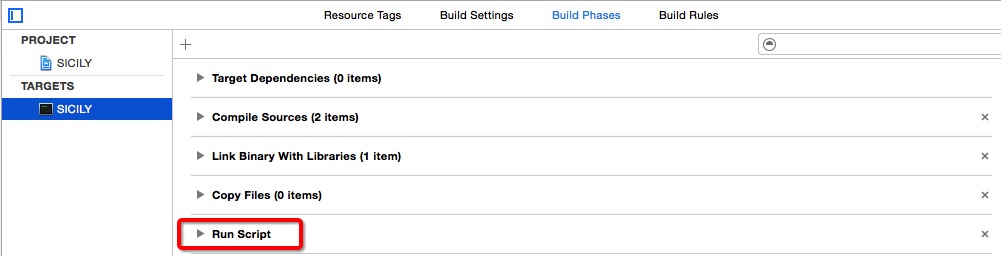 Resource Tags Build Settings Build Phases Build Rules
PROJECT
SICILY
TARGETS
SICILY
Target Dependencies (0 items)
Compile Sources (2 items)
Link Binary With Libraries (1 item)
Copy Files (0 items)
Run Script